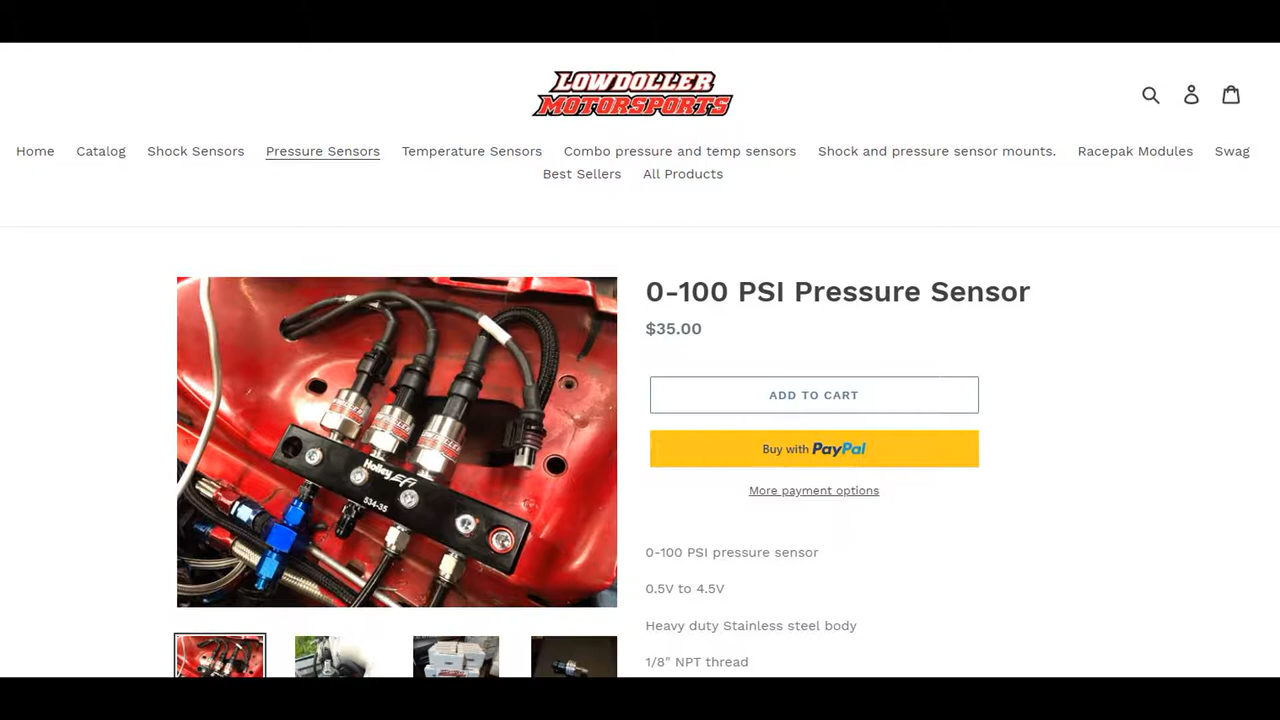 LOWDOLLER
MOTORSPORTS
Home Catalog Shock Sensors Pressure Sensors Temperature Sensors Combo pressure and temp sensors Shock and pressure sensor mounts. Racepak Modules Swag
Best Sellers All Products
0-100 PSI Pressure Sensor
$35.00
ADD TO CART
Buy with PayPal
More payment options
Holley EFi
534-35
0-100 PSI pressure sensor
0.5V to 4.5V
Heavy duty Stainless steel body
1/8" NPT thread